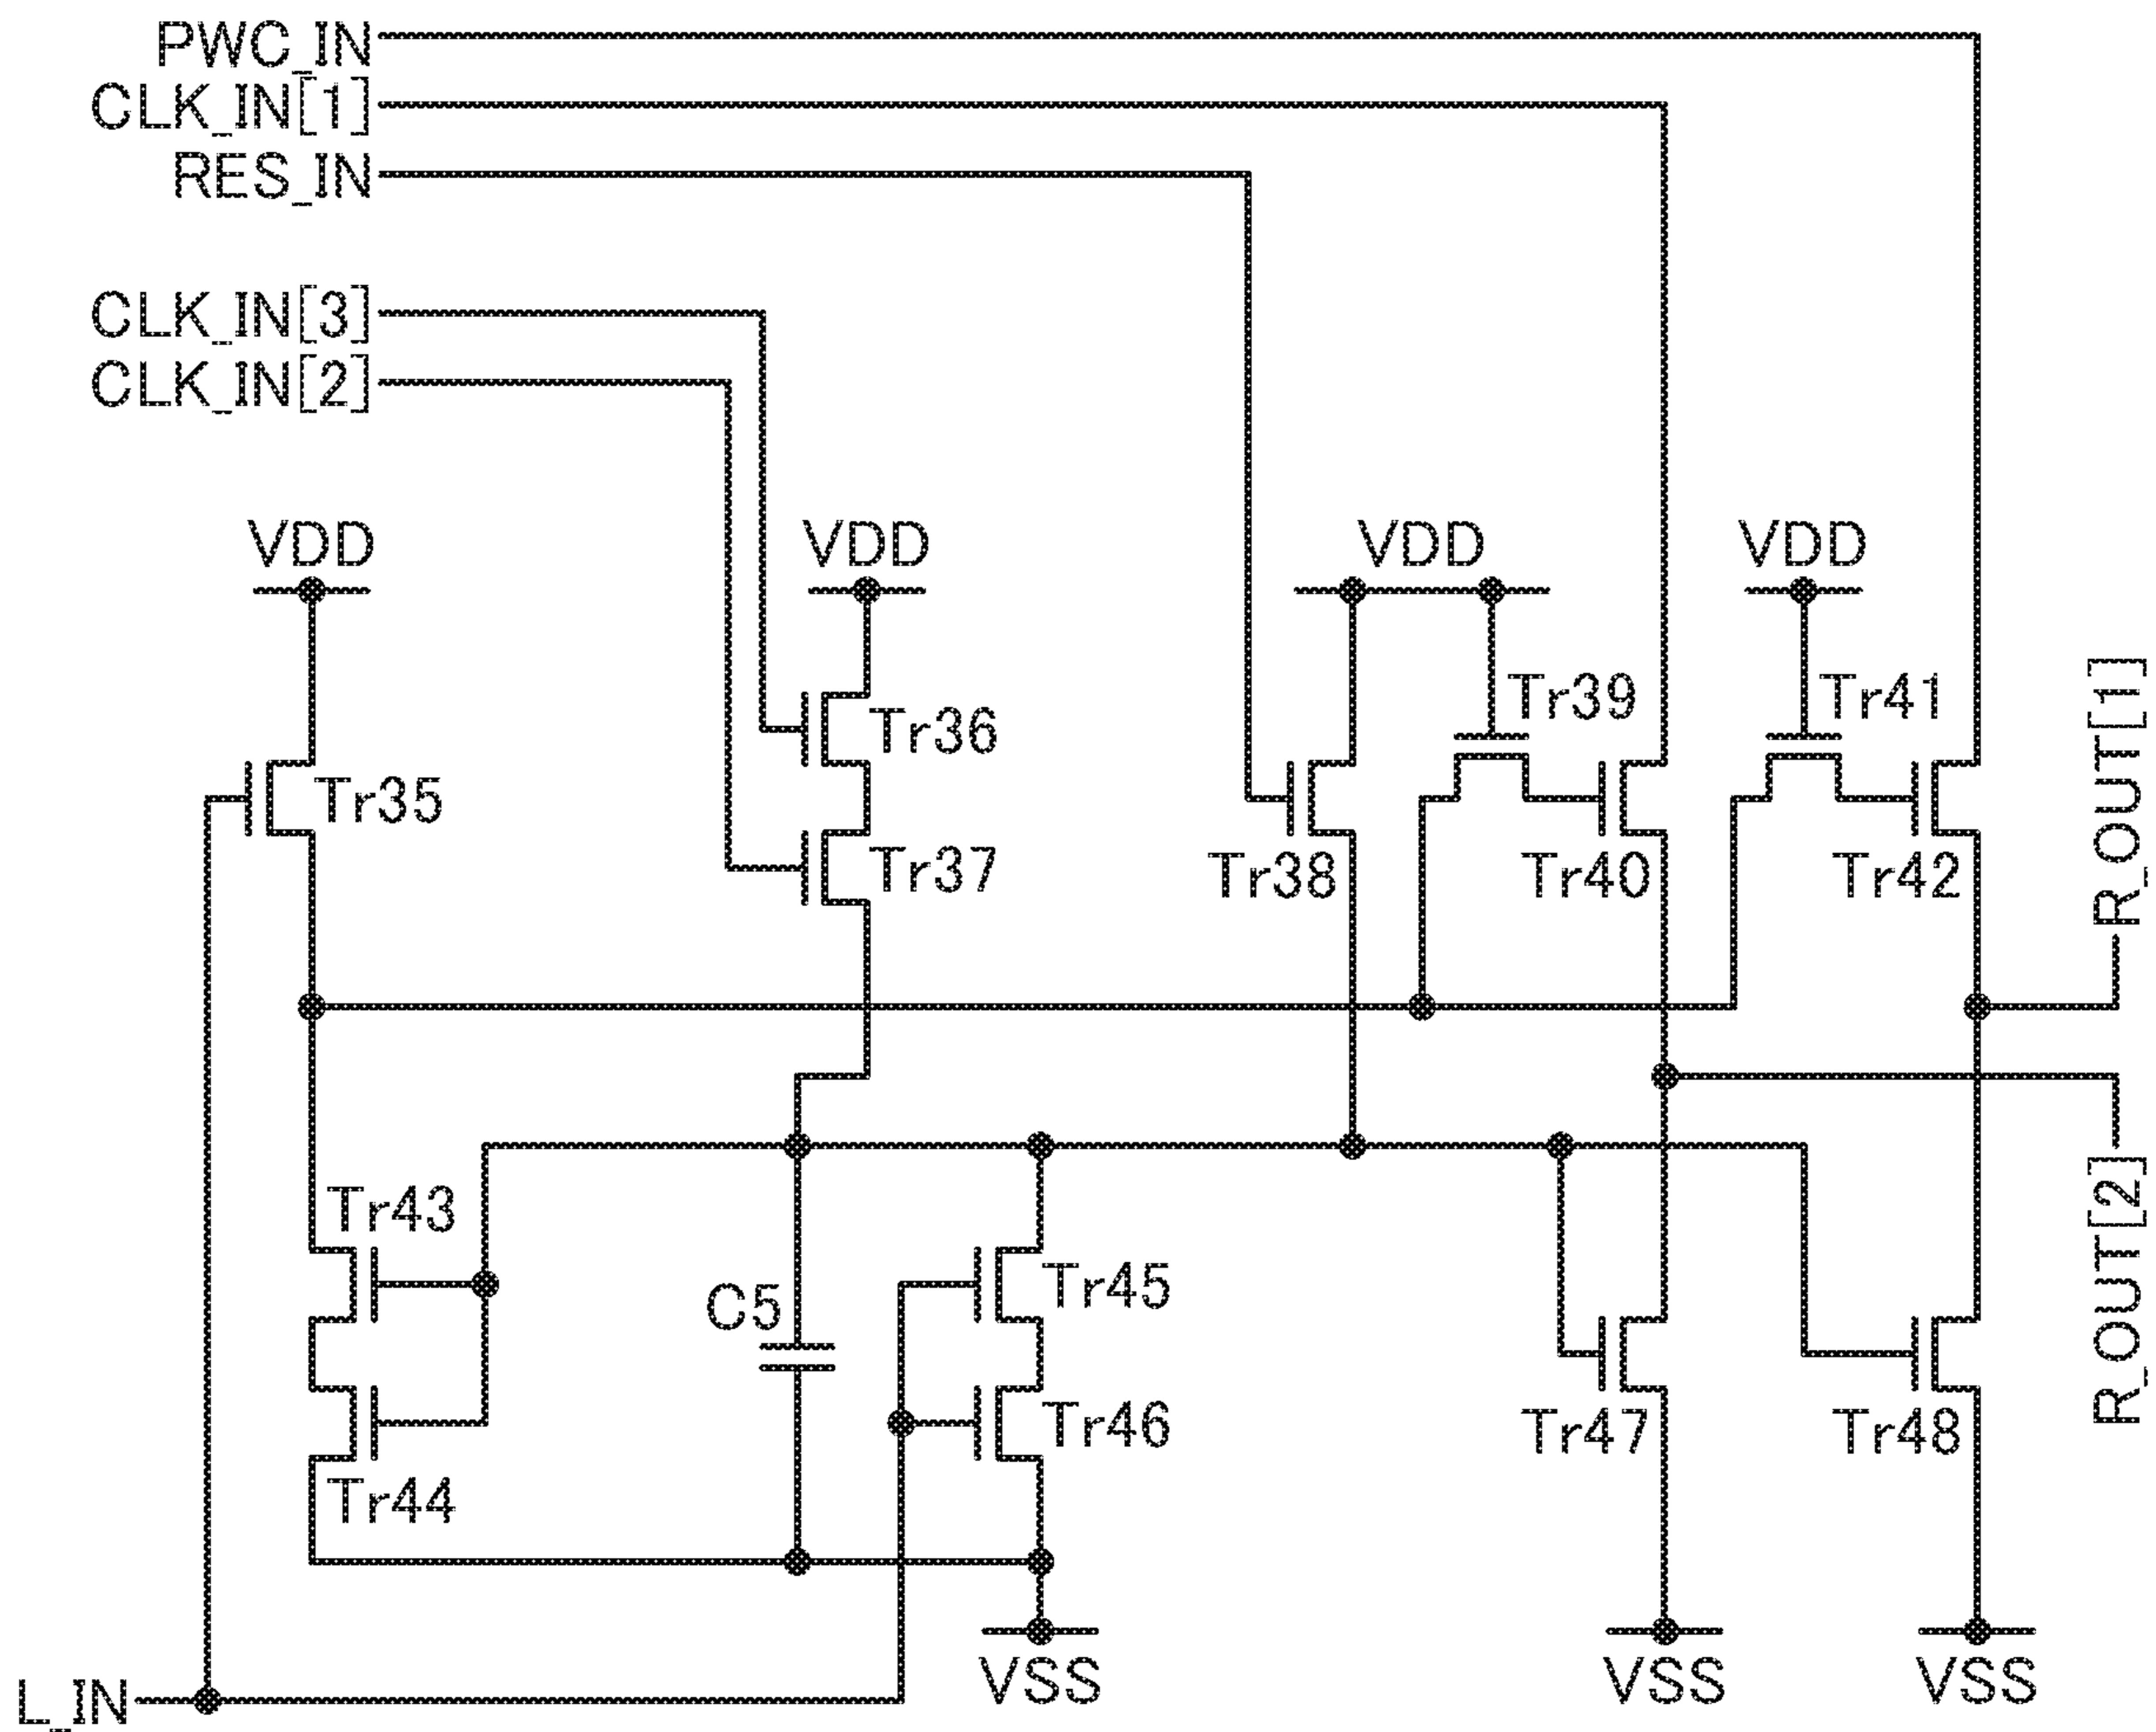 PWC_IN
CLK_IN[1]
RES_IN
CLK_IN[3]
CLK_IN[2]
VDD
VDD
VDD
VDD
Tr39
Tr41
Tr36
Tr35
Tr37
Tr38
Tr40
Tr42
R_OUT[1]
Tr43
Tr45
C5
R_OUT[2]
Tr46
Tr47
Tr48
Tr44
VSS
VSS
VSS
L_IN